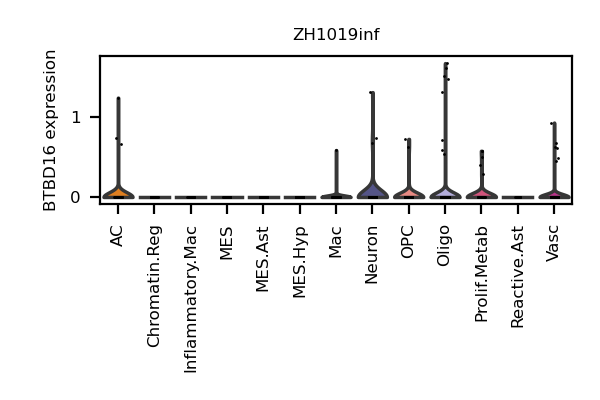 ZH1019inf
BTBD16 expression
1
0
AC
Chromatin.Reg
Inflammatory.Mac
MES
MES.Ast
MES.Hyp
Mac
Neuron
OPC
Oligo
Prolif.Metab
Reactive.Ast
Vasc